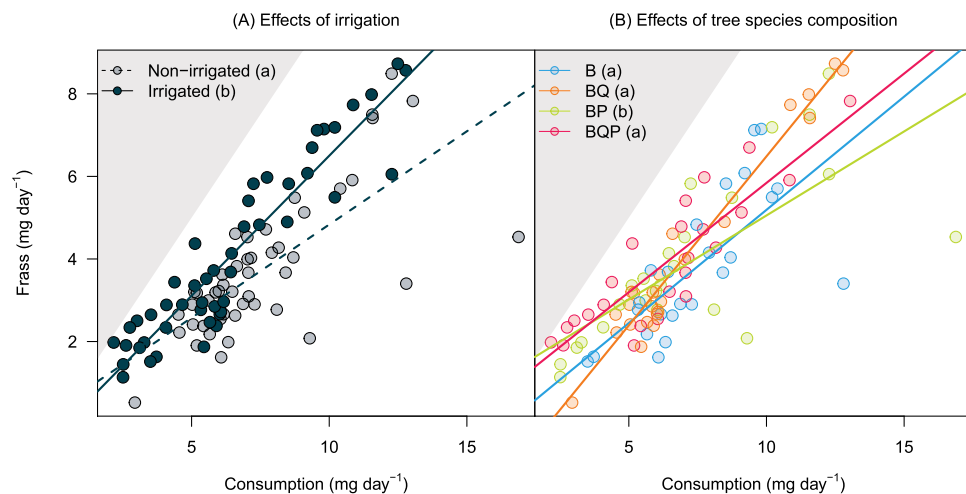 (A) Effects of irrigation
(B) Effects of tree species composition
Non−irrigated (a)
Irrigated (b)
B (a)
BQ (a)
BP (b)
BQP (a)
8
6
4
2
Frass (mg day⁻¹)
5 10 15
5 10 15
Consumption (mg day⁻¹)
Consumption (mg day⁻¹)